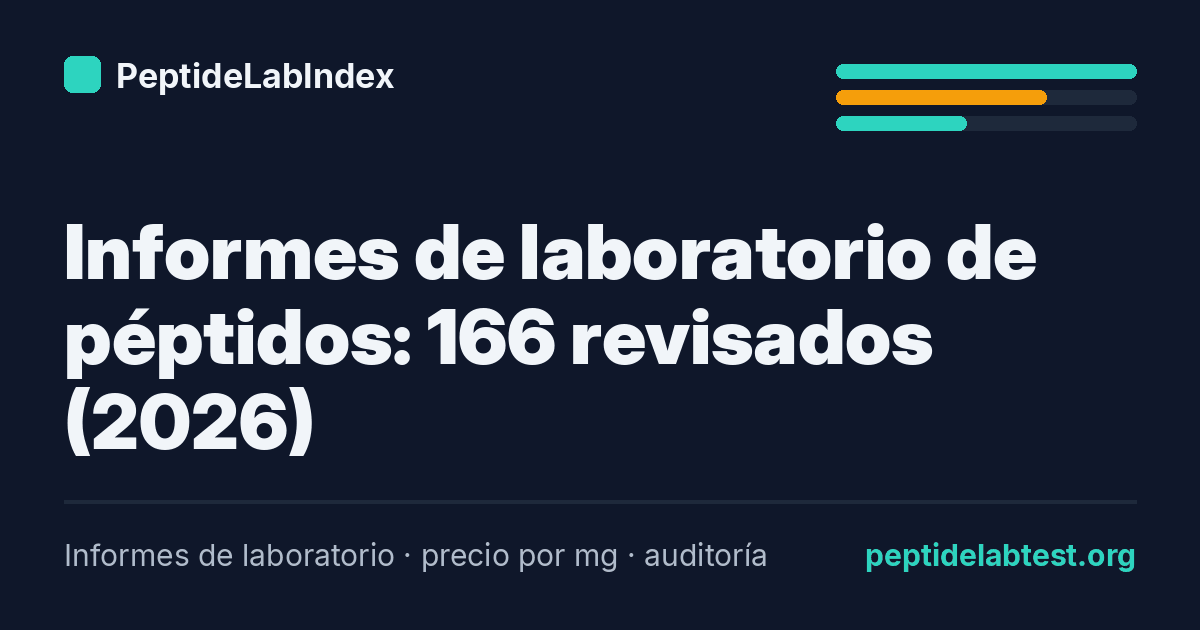 PeptideLabIndex
Informes de laboratorio de
péptidos: 166 revisados
(2026)
Informes de laboratorio · precio por mg · auditoría
peptidelabtest.org